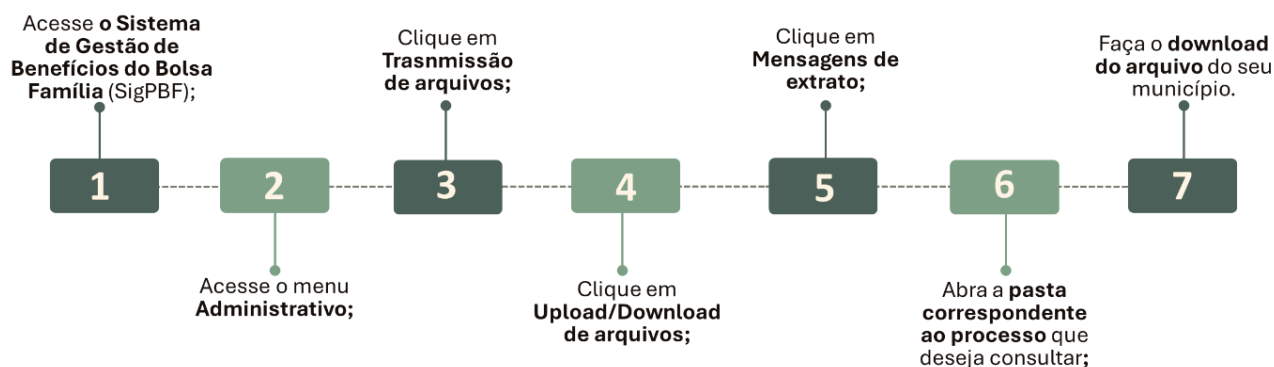 Acesse o Sistema
de Gestão de
Benefícios do Bolsa
Família (SigPBF);
1
2
Acesse o menu
Administrativo;
Clique em
Trasnmissão
de arquivos;
3
4
Clique em
Upload/Download
de arquivos;
Clique em
Mensagens de
extrato;
5
6
Abra a pasta
correspondente
ao processo que
deseja consultar;
Faça o download
do arquivo do seu
município.
7